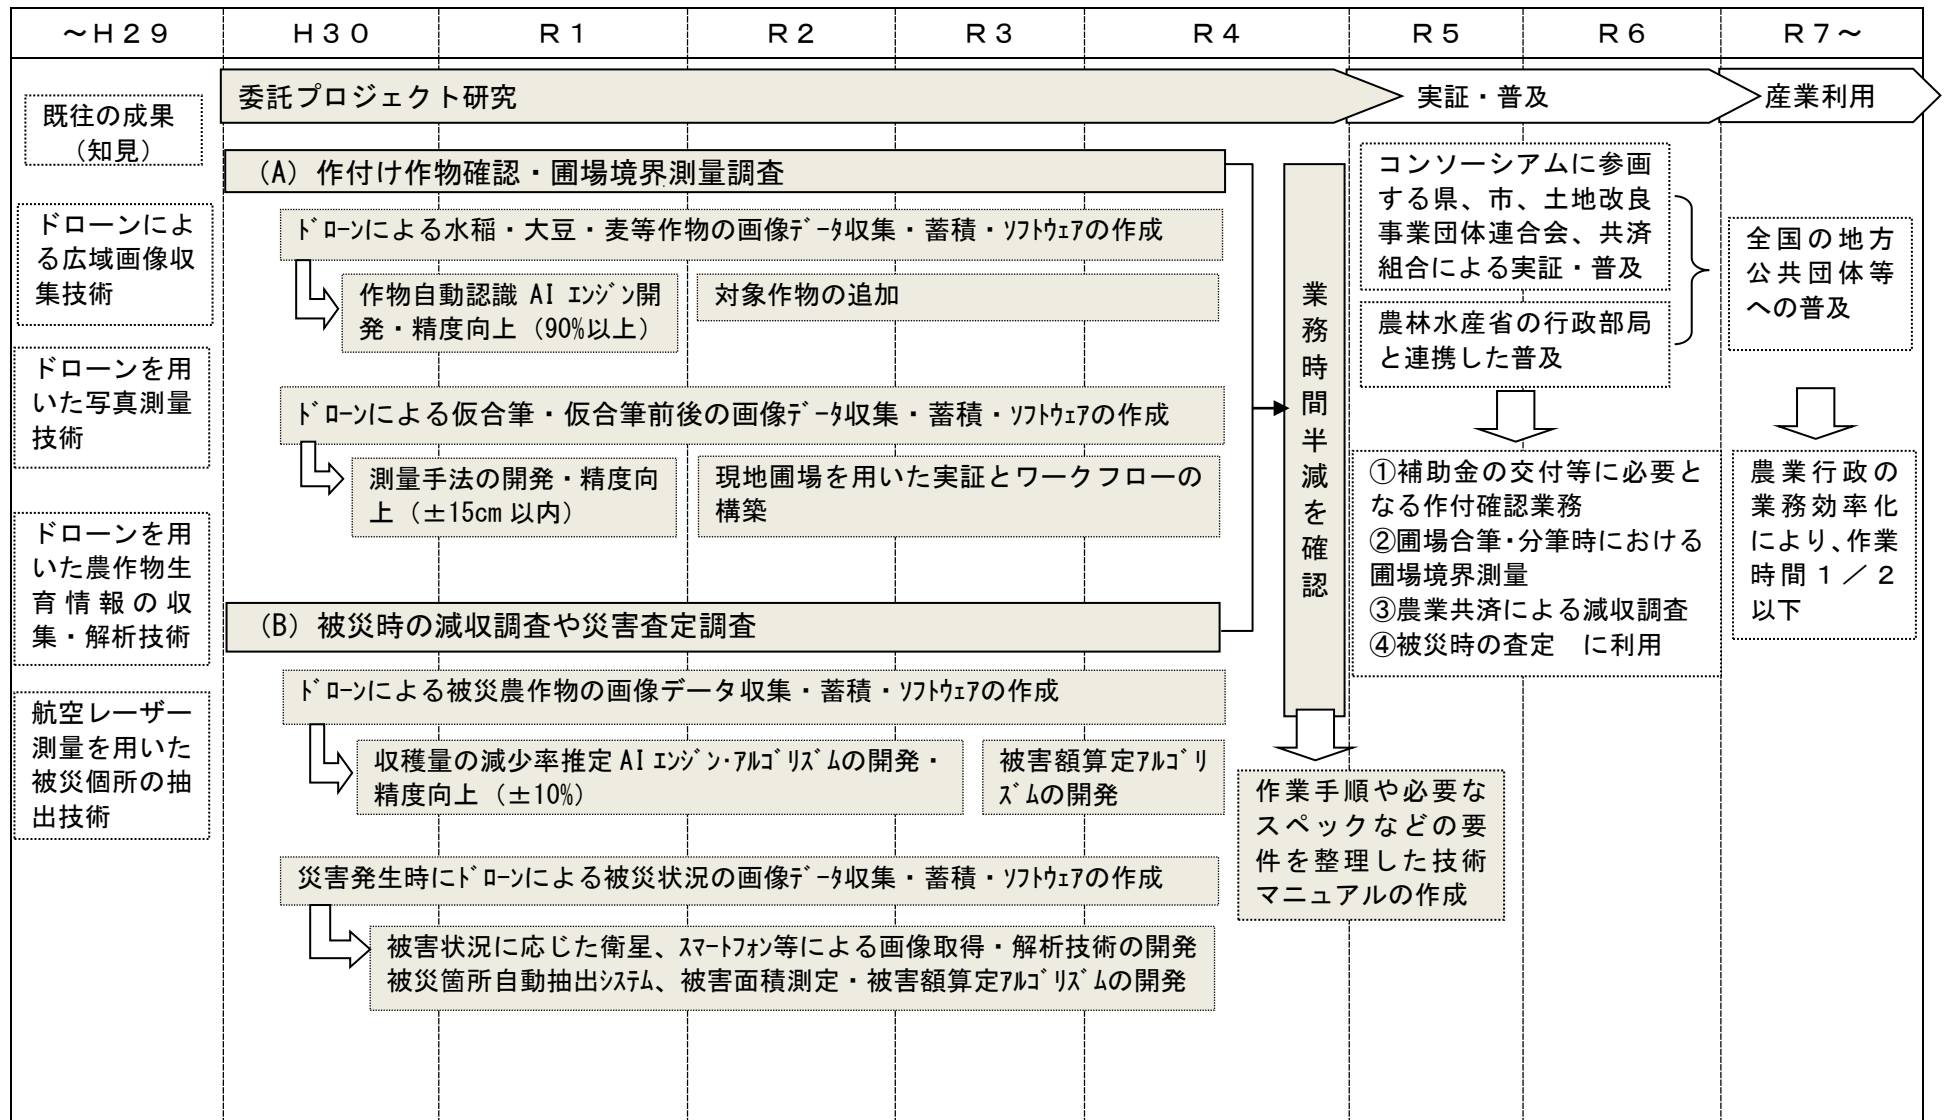 ～Ｈ２９
Ｈ３０
Ｒ１
Ｒ２
Ｒ３
Ｒ４
Ｒ５
Ｒ６
Ｒ７～
委託プロジェクト研究
実証・普及
産業利用
既往の成果
（知見）
ドローンによ
る広域画像収
集技術
ドローンを用
いた写真測量
技術
ドローンを用
いた農作物生
育情報の収
集・解析技術
航空レーザー
測量を用いた
被災個所の抽
出技術
（A）作付け作物確認・圃場境界測量調査
ﾄﾞﾛｰﾝによる水稲・大豆・麦等作物の画像ﾃﾞｰﾀ収集・蓄積・ｿﾌﾄｳｪｱの作成
作物自動認識 AI ｴﾝｼﾞﾝ開
発・精度向上（90%以上）
対象作物の追加
ﾄﾞﾛｰﾝによる仮合筆・仮合筆前後の画像ﾃﾞｰﾀ収集・蓄積・ｿﾌﾄｳｪｱの作成
測量手法の開発・精度向
上（±15cm 以内）
現地圃場を用いた実証とワークフローの
構築
（B）被災時の減収調査や災害査定調査
ﾄﾞﾛｰﾝによる被災農作物の画像データ収集・蓄積・ｿﾌﾄｳｪｱの作成
収穫量の減少率推定 AI ｴﾝｼﾞﾝ･ｱﾙｺﾞﾘｽﾞﾑの開発・
精度向上（±10%）
被害額算定ｱﾙｺﾞﾘ
ｽﾞﾑの開発
災害発生時にﾄﾞﾛｰﾝによる被災状況の画像ﾃﾞｰﾀ収集・蓄積・ｿﾌﾄｳｪｱの作成
被害状況に応じた衛星、ｽﾏｰﾄﾌｫﾝ等による画像取得・解析技術の開発
被災箇所自動抽出ｼｽﾃﾑ、被害面積測定・被害額算定ｱﾙｺﾞﾘｽﾞﾑの開発
業務時間半減を確認
作業手順や必要な
スペックなどの要
件を整理した技術
マニュアルの作成
コンソーシアムに参画
する県、市、土地改良
事業団体連合会、共済
組合による実証・普及
農林水産省の行政部局
と連携した普及
①補助金の交付等に必要と
なる作付確認業務
②圃場合筆・分筆時における
圃場境界測量
③農業共済による減収調査
④被災時の査定　に利用
全国の地方
公共団体等
への普及
農業行政の
業務効率化
により、作業
時間１／２
以下